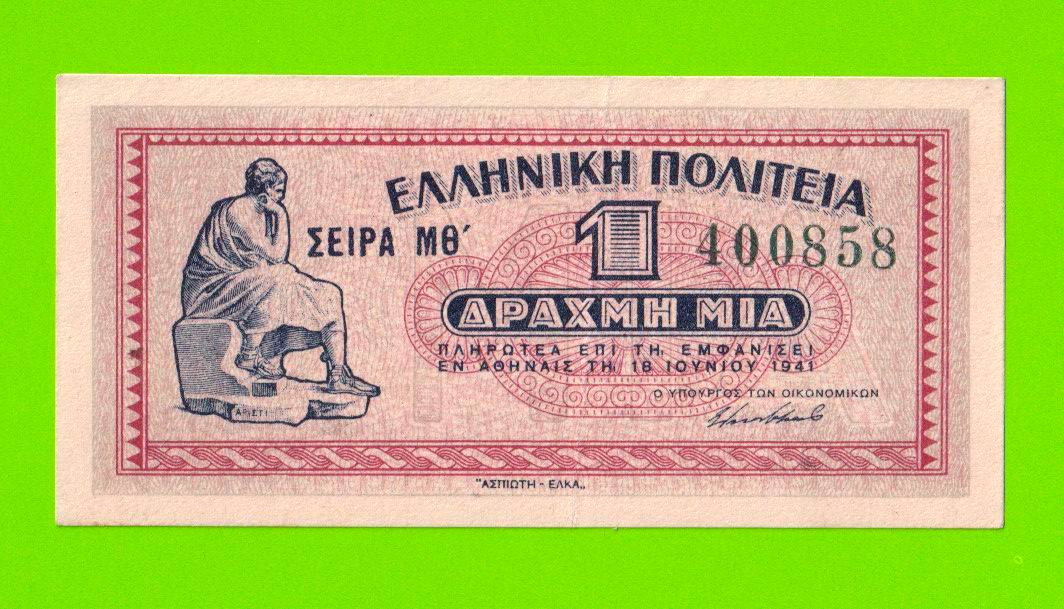 ΕΛΛΗΝΙΚΗ ΠΟΛΙΤΕΙΑ
ΣΕΙΡΑ ΜΘ΄
1
400858
ΔΡΑΧΜΗ ΜΙΑ
ΠΛΗΡΩΤΕΑ ΕΠΙ ΤΗ, ΕΜΦΑΝΙΣΕΙ
ΕΝ ΑΘΗΝΑΙΣ ΤΗ, 18 ΙΟΥΝΙΟΥ 1941
Ο ΥΠΟΥΡΓΟΣ ΤΩΝ ΟΙΚΟΝΟΜΙΚΩΝ
ΑΡΙΣΤΙ
"ΑΣΠΙΩΤΗ - ΕΛΚΑ„